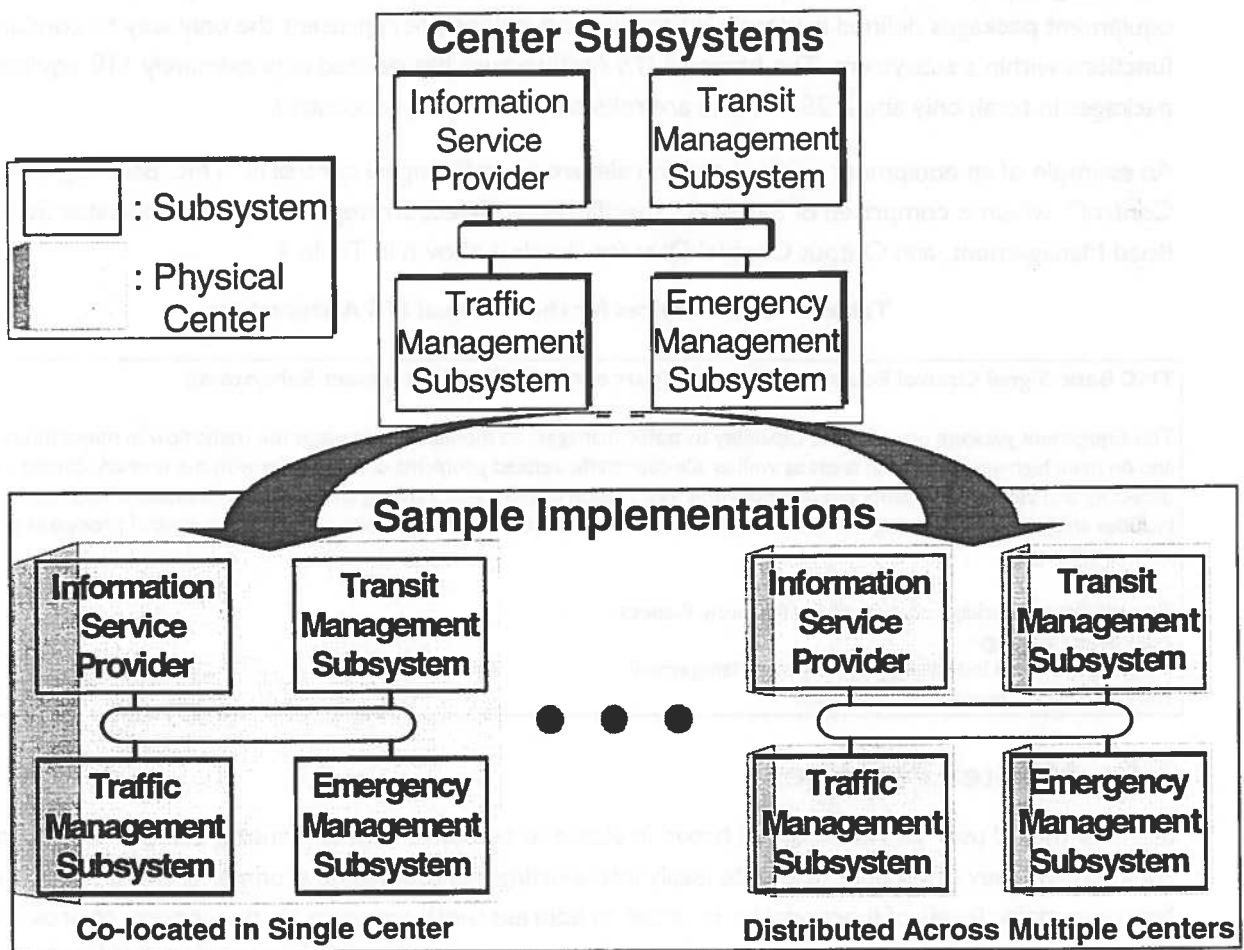 Center Subsystems
Information
Service
Provider
Transit
Management
Subsystem
: Subsystem
: Physical
Center
Traffic
Management
Subsystem
Emergency
Management
Subsystem
Sample Implementations
Information
Service
Provider
Transit
Management
Subsystem
Traffic
Management
Subsystem
Emergency
Management
Subsystem
Co-located in Single Center
Information
Service
Provider
Transit
Management
Subsystem
Traffic
Management
Subsystem
Emergency
Management
Subsystem
Distributed Across Multiple Centers